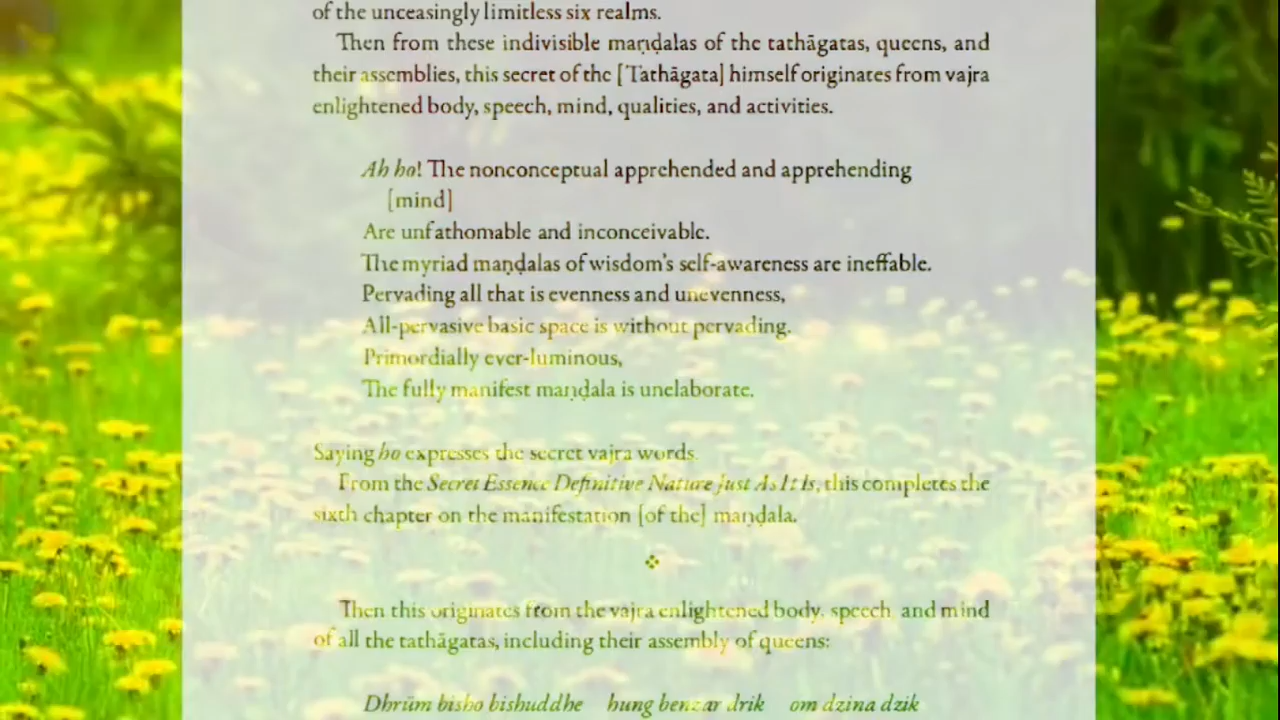 of the unceasingly limitless six realms.
Then from these indivisible maṇḍalas of the tathāgatas, queens, and
their assemblies, this secret of the [Tathāgata] himself originates from vajra
enlightened body, speech, mind, qualities, and activities.
Ah ho! The nonconceptual apprehended and apprehending
[mind]
Are unfathomable and inconceivable.
The myriad maṇḍalas of wisdom's self-awareness are ineffable.
Pervading all that is evenness and unevenness,
All-pervasive basic space is without pervading.
Primordially ever-luminous,
The fully manifest maṇḍala is unelaborate.
Saying ho expresses the secret vajra words.
From the Secret Essence Definitive Nature Just As It Is, this completes the
sixth chapter on the manifestation [of the] maṇḍala.
Then this originates from the vajra enlightened body, speech, and mind
of all the tathāgatas, including their assembly of queens:
Dhrūm bisho bishuddhe hung benzar drik om dzina dzik